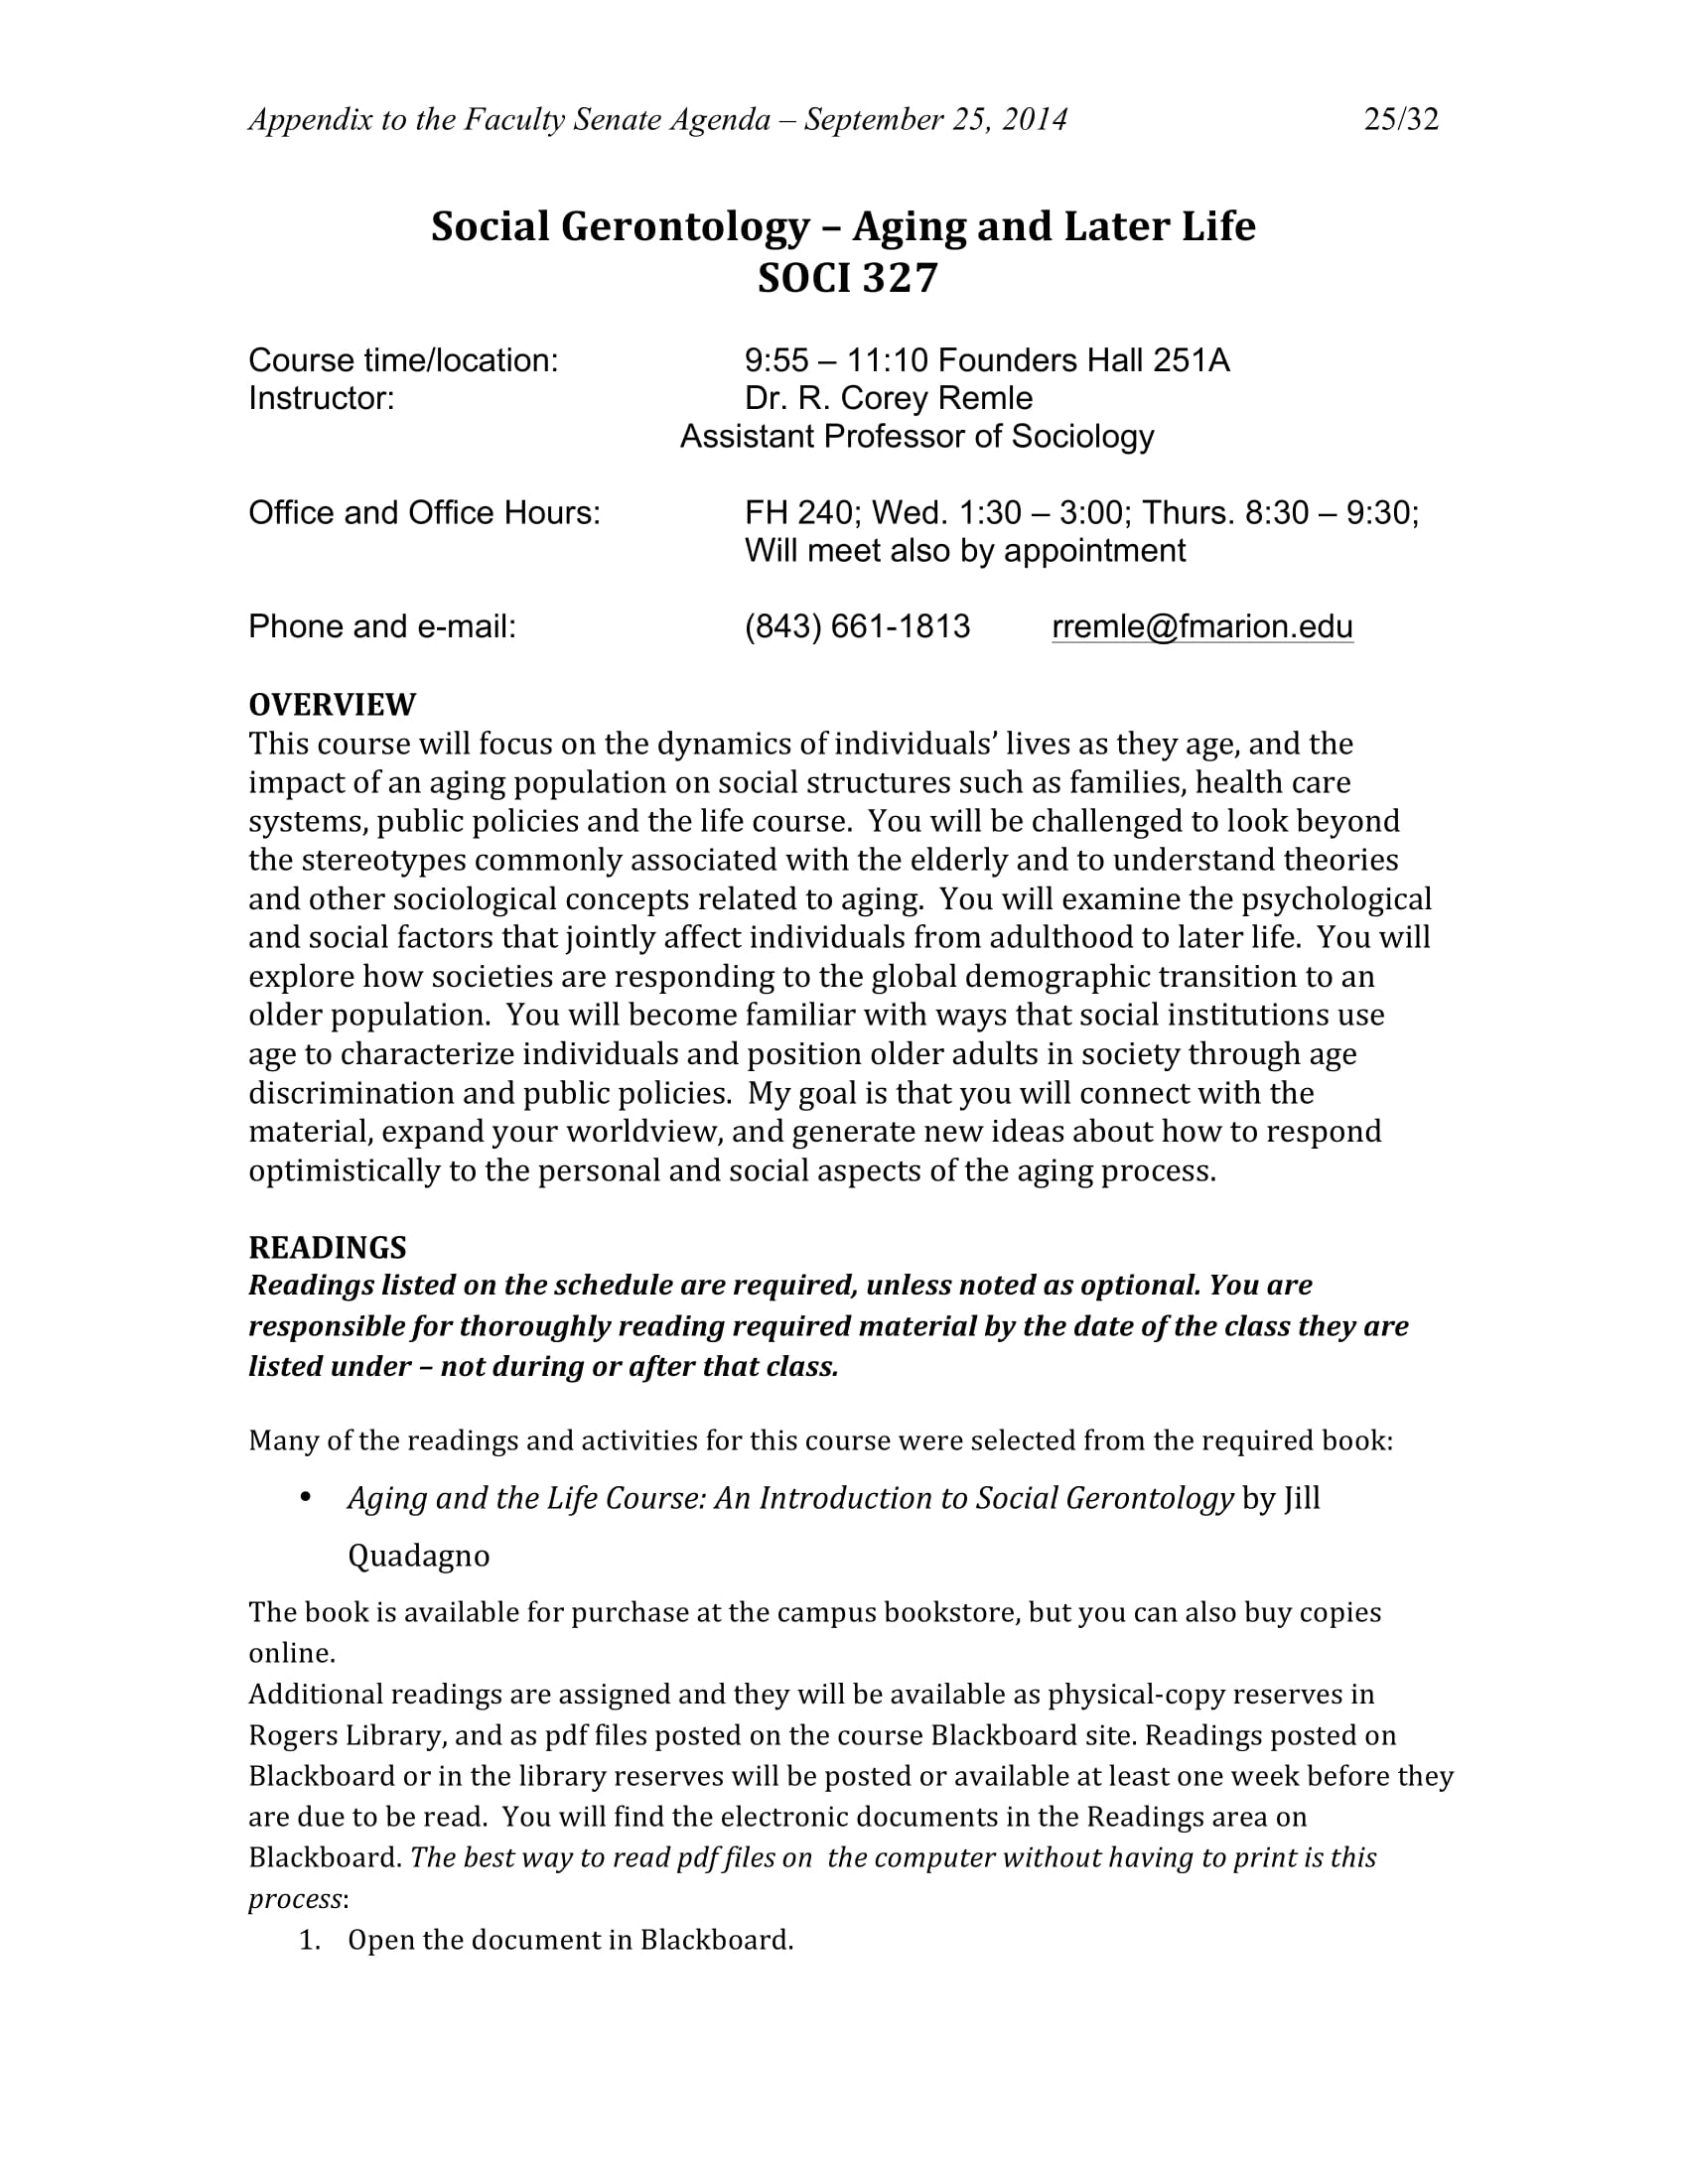 Appendix to the Faculty Senate Agenda – September 25, 2014 25/32
Social Gerontology – Aging and Later Life
SOCI 327
Course time/location: 9:55 – 11:10 Founders Hall 251A
Instructor: Dr. R. Corey Remle
Assistant Professor of Sociology
Office and Office Hours: FH 240; Wed. 1:30 – 3:00; Thurs. 8:30 – 9:30;
Will meet also by appointment
Phone and e-mail: (843) 661-1813 rremle@fmarion.edu
OVERVIEW
This course will focus on the dynamics of individuals’ lives as they age, and the
impact of an aging population on social structures such as families, health care
systems, public policies and the life course.  You will be challenged to look beyond
the stereotypes commonly associated with the elderly and to understand theories
and other sociological concepts related to aging.  You will examine the psychological
and social factors that jointly affect individuals from adulthood to later life.  You will
explore how societies are responding to the global demographic transition to an
older population.  You will become familiar with ways that social institutions use
age to characterize individuals and position older adults in society through age
discrimination and public policies.  My goal is that you will connect with the
material, expand your worldview, and generate new ideas about how to respond
optimistically to the personal and social aspects of the aging process.
READINGS
Readings listed on the schedule are required, unless noted as optional. You are
responsible for thoroughly reading required material by the date of the class they are
listed under – not during or after that class.
Many of the readings and activities for this course were selected from the required book:
• Aging and the Life Course: An Introduction to Social Gerontology by Jill
Quadagno
The book is available for purchase at the campus bookstore, but you can also buy copies
online.
Additional readings are assigned and they will be available as physical-copy reserves in
Rogers Library, and as pdf files posted on the course Blackboard site. Readings posted on
Blackboard or in the library reserves will be posted or available at least one week before they
are due to be read.  You will find the electronic documents in the Readings area on
Blackboard. The best way to read pdf files on  the computer without having to print is this
process:
1. Open the document in Blackboard.